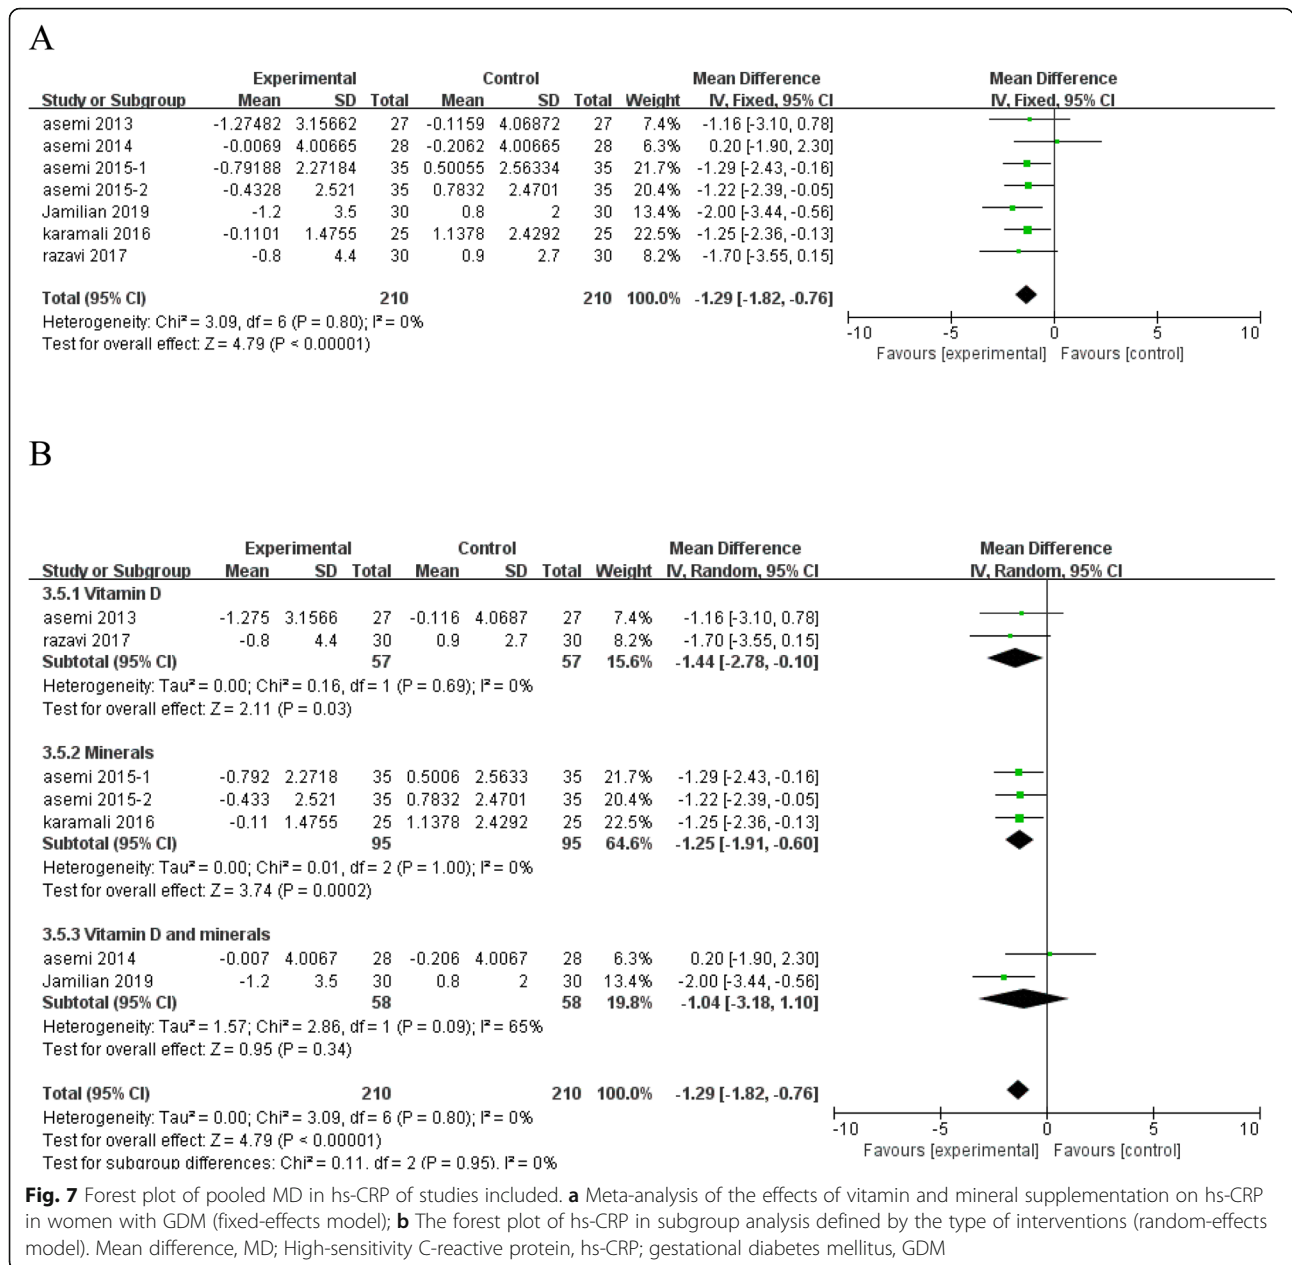 A
Experimental Control Mean Difference Mean Difference
Study or Subgroup Mean SD Total Mean SD Total Weight IV, Fixed, 95% CI IV, Fixed, 95% CI
asemi 2013 -1.27482 3.15662 27 -0.1159 4.06872 27 7.4% -1.16 [-3.10, 0.78]
asemi 2014 -0.0069 4.00665 28 -0.2062 4.00665 28 6.3% 0.20 [-1.90, 2.30]
asemi 2015-1 -0.79188 2.27184 35 0.50055 2.56334 35 21.7% -1.29 [-2.43, -0.16]
asemi 2015-2 -0.4328 2.521 35 0.7832 2.4701 35 20.4% -1.22 [-2.39, -0.05]
Jamilian 2019 -1.2 3.5 30 0.8 2 30 13.4% -2.00 [-3.44, -0.56]
karamali 2016 -0.1101 1.4755 25 1.1378 2.4292 25 22.5% -1.25 [-2.36, -0.13]
razavi 2017 -0.8 4.4 30 0.9 2.7 30 8.2% -1.70 [-3.55, 0.15]
Total (95% CI) 210 210 100.0% -1.29 [-1.82, -0.76]
Heterogeneity: Chi² = 3.09, df = 6 (P = 0.80); I² = 0%
Test for overall effect: Z = 4.79 (P < 0.00001)
-10 -5 0 5 10
Favours [experimental] Favours [control]
B
Experimental Control Mean Difference Mean Difference
Study or Subgroup Mean SD Total Mean SD Total Weight IV, Random, 95% CI IV, Random, 95% CI
3.5.1 Vitamin D
asemi 2013 -1.275 3.1566 27 -0.116 4.0687 27 7.4% -1.16 [-3.10, 0.78]
razavi 2017 -0.8 4.4 30 0.9 2.7 30 8.2% -1.70 [-3.55, 0.15]
Subtotal (95% CI) 57 57 15.6% -1.44 [-2.78, -0.10]
Heterogeneity: Tau² = 0.00; Chi² = 0.16, df = 1 (P = 0.69); I² = 0%
Test for overall effect: Z = 2.11 (P = 0.03)
3.5.2 Minerals
asemi 2015-1 -0.792 2.2718 35 0.5006 2.5633 35 21.7% -1.29 [-2.43, -0.16]
asemi 2015-2 -0.433 2.521 35 0.7832 2.4701 35 20.4% -1.22 [-2.39, -0.05]
karamali 2016 -0.11 1.4755 25 1.1378 2.4292 25 22.5% -1.25 [-2.36, -0.13]
Subtotal (95% CI) 95 95 64.6% -1.25 [-1.91, -0.60]
Heterogeneity: Tau² = 0.00; Chi² = 0.01, df = 2 (P = 1.00); I² = 0%
Test for overall effect: Z = 3.74 (P = 0.0002)
3.5.3 Vitamin D and minerals
asemi 2014 -0.007 4.0067 28 -0.206 4.0067 28 6.3% 0.20 [-1.90, 2.30]
Jamilian 2019 -1.2 3.5 30 0.8 2 30 13.4% -2.00 [-3.44, -0.56]
Subtotal (95% CI) 58 58 19.8% -1.04 [-3.18, 1.10]
Heterogeneity: Tau² = 1.57; Chi² = 2.86, df = 1 (P = 0.09); I² = 65%
Test for overall effect: Z = 0.95 (P = 0.34)
Total (95% CI) 210 210 100.0% -1.29 [-1.82, -0.76]
Heterogeneity: Tau² = 0.00; Chi² = 3.09, df = 6 (P = 0.80); I² = 0%
Test for overall effect: Z = 4.79 (P < 0.00001)
Test for subgroup differences: Chi² = 0.11, df = 2 (P = 0.95), I² = 0%
-10 -5 0 5 10
Favours [experimental] Favours [control]
Fig. 7 Forest plot of pooled MD in hs-CRP of studies included. a Meta-analysis of the effects of vitamin and mineral supplementation on hs-CRP
in women with GDM (fixed-effects model); b The forest plot of hs-CRP in subgroup analysis defined by the type of interventions (random-effects
model). Mean difference, MD; High-sensitivity C-reactive protein, hs-CRP; gestational diabetes mellitus, GDM